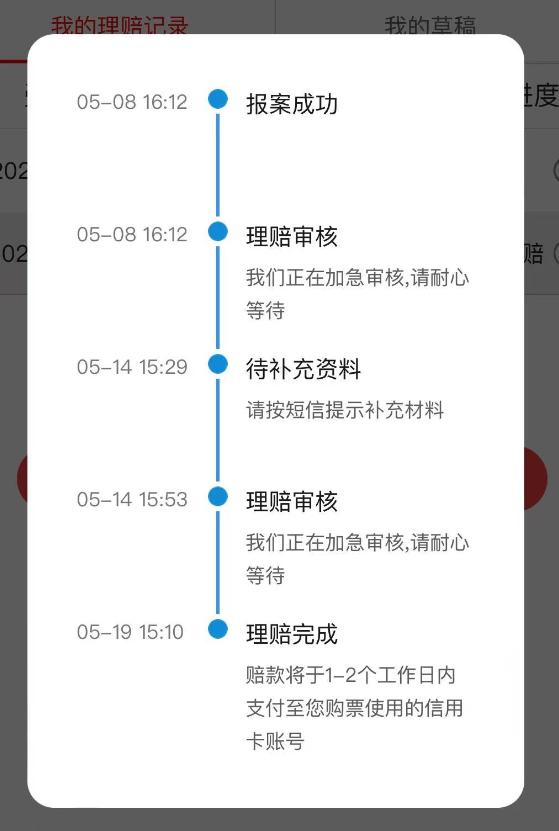 我的理赔记录
我的草稿
进度
202
05-08 16:12
报案成功
05-08 16:12
理赔审核
02
赔
我们正在加急审核,请耐心
等待
05-14 15:29
待补充资料
请按短信提示补充材料
05-14 15:53
理赔审核
我们正在加急审核,请耐心
等待
05-19 15:10
理赔完成
赔款将于1-2个工作日内
支付至您购票使用的信用
卡账号